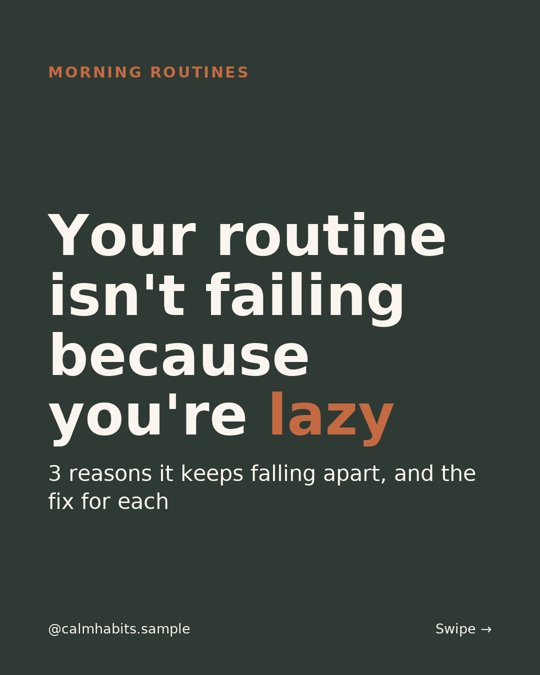 MORNING ROUTINES
Your routine
isn't failing
because
you're lazy
3 reasons it keeps falling apart, and the
fix for each
@calmhabits.sample
Swipe →